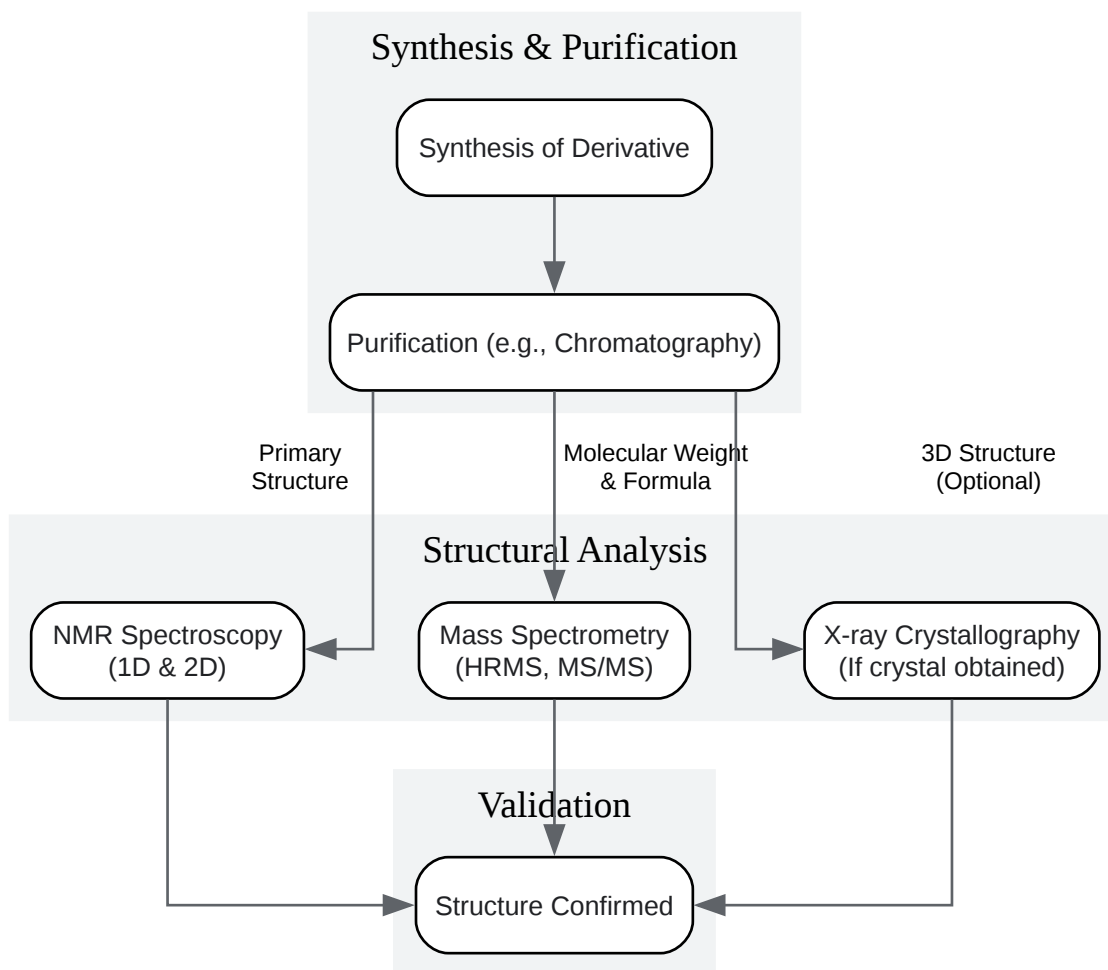 Synthesis & Purification
Synthesis of Derivative
Purification (e.g., Chromatography)
Primary
Structure
Molecular Weight
& Formula
3D Structure
(Optional)
Structural Analysis
NMR Spectroscopy
(1D & 2D)
Mass Spectrometry
(HRMS, MS/MS)
X-ray Crystallography
(If crystal obtained)
Validation
Structure Confirmed